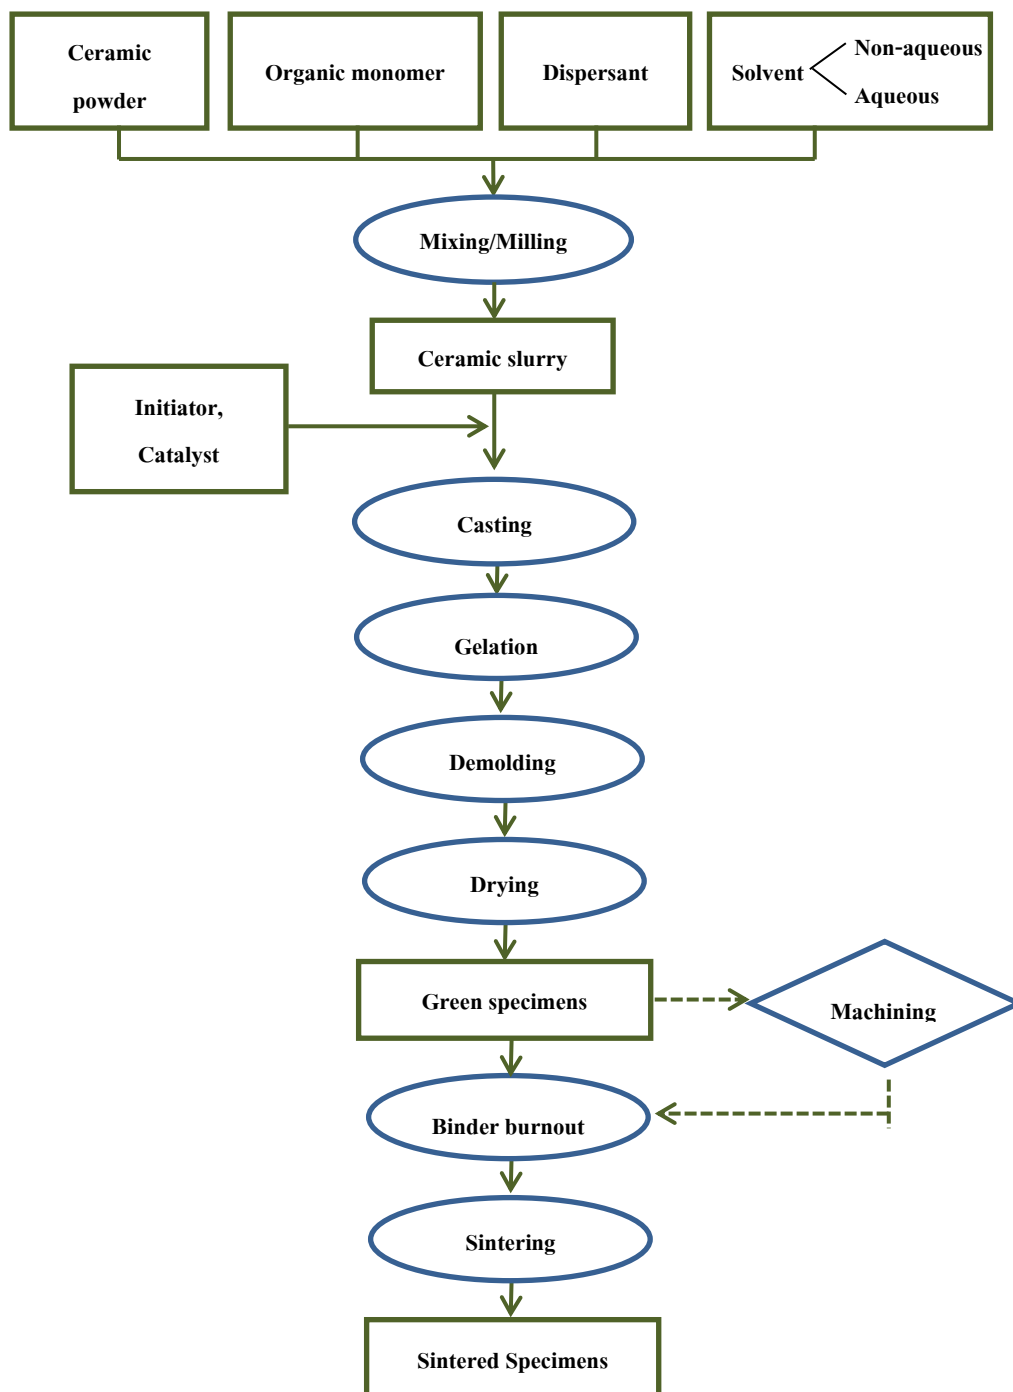 Ceramic
powder
Organic monomer
Dispersant
Solvent
Non-aqueous
Aqueous
Mixing/Milling
Ceramic slurry
Initiator,
Catalyst
Casting
Gelation
Demolding
Drying
Green specimens
Machining
Binder burnout
Sintering
Sintered Specimens